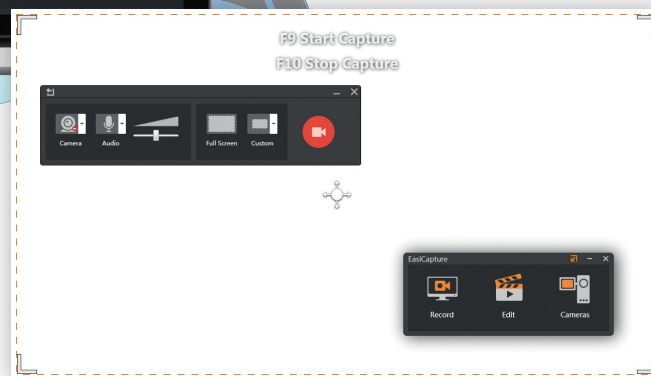 F9 Start Capture
F10 Stop Capture
Camera
Audio
Full Screen
Custom
EasiCapture
Record
Edit
Cameras